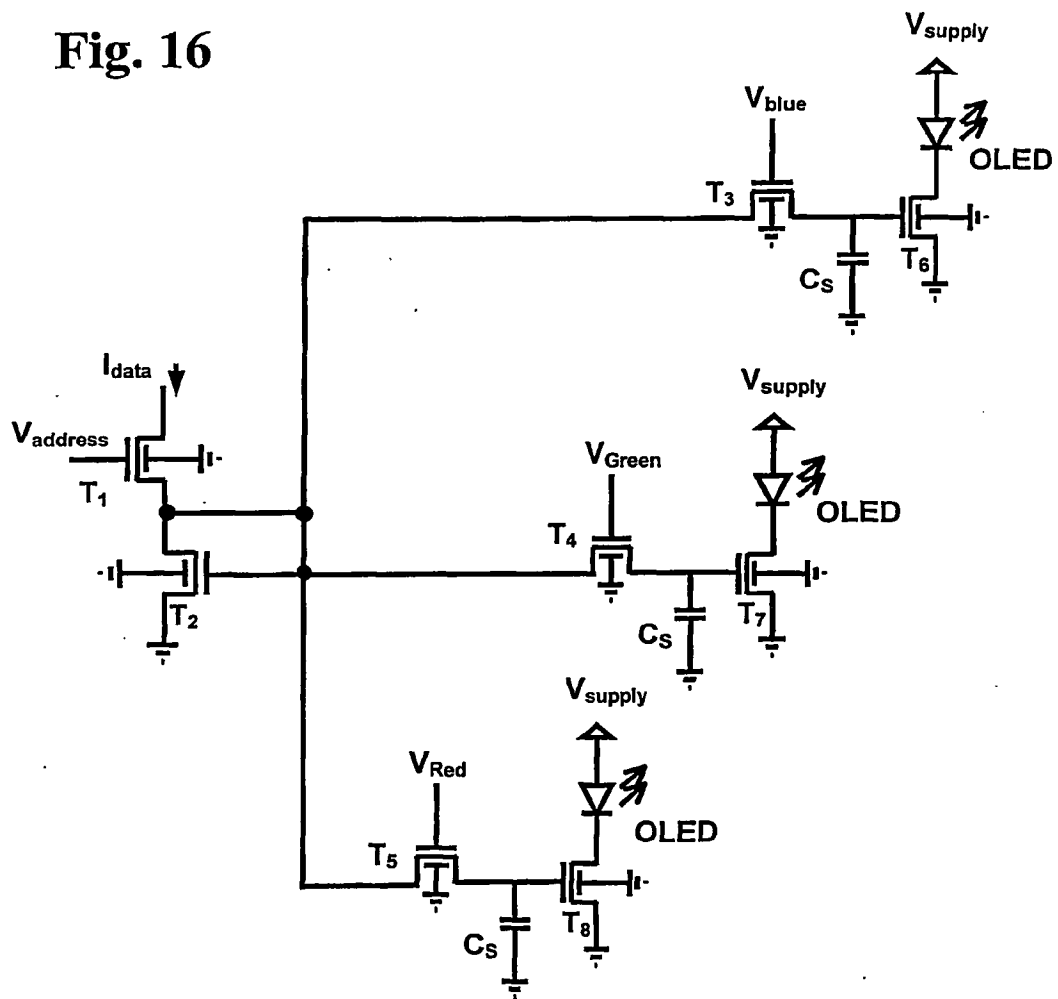 Fig. 16
Vsupply
Vblue
OLED
T3
T6
CS
Idata
Vsupply
Vaddress
VGreen
T1
OLED
T4
T2
T7
CS
Vsupply
VRed
OLED
T5
T8
CS